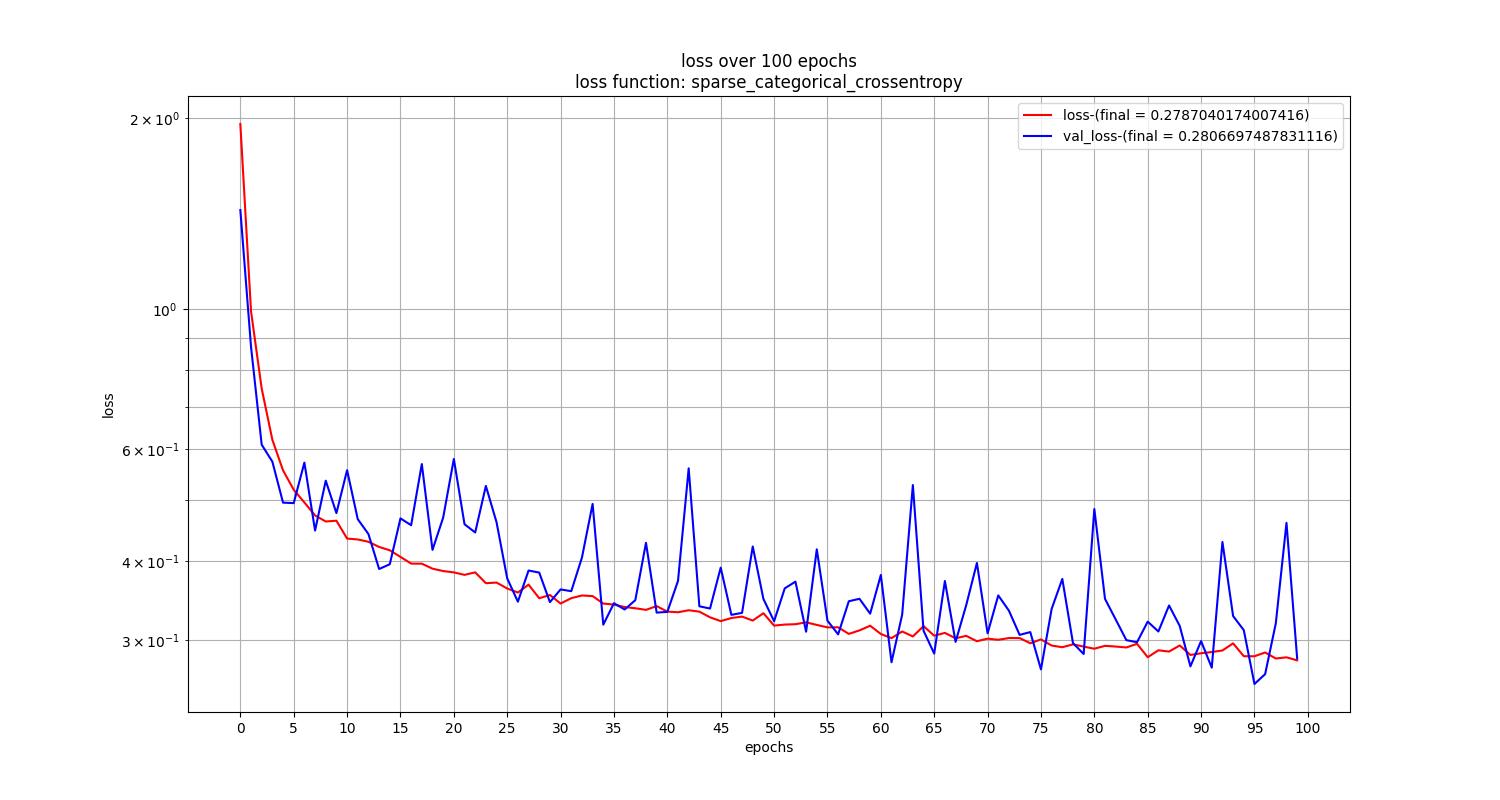 loss over 100 epochs
loss function: sparse_categorical_crossentropy
loss-(final = 0.2787040174007416)
val_loss-(final = 0.2806697487831116)
2 × 10⁰
10⁰
6 × 10⁻¹
4 × 10⁻¹
3 × 10⁻¹
loss
0 5 10 15 20 25 30 35 40 45 50 55 60 65 70 75 80 85 90 95 100
epochs